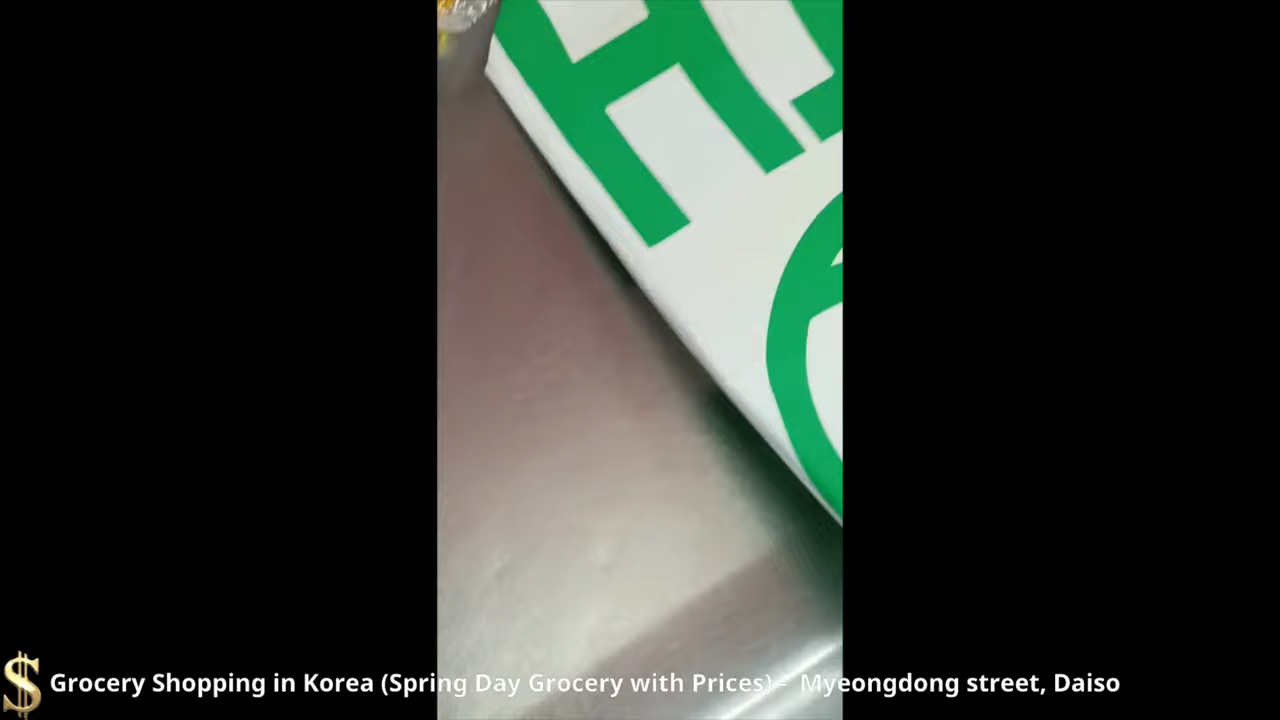 H
Grocery Shopping in Korea (Spring Day Grocery with Prices) - Myeongdong street, Daiso